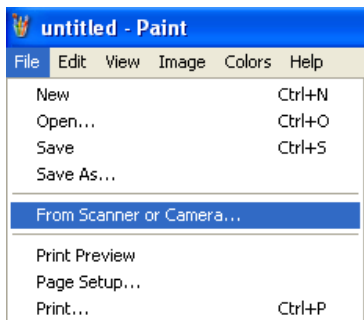 untitled - Paint
File Edit View Image Colors Help
New Ctrl+N
Open... Ctrl+O
Save Ctrl+S
Save As...
From Scanner or Camera...
Print Preview
Page Setup...
Print... Ctrl+P